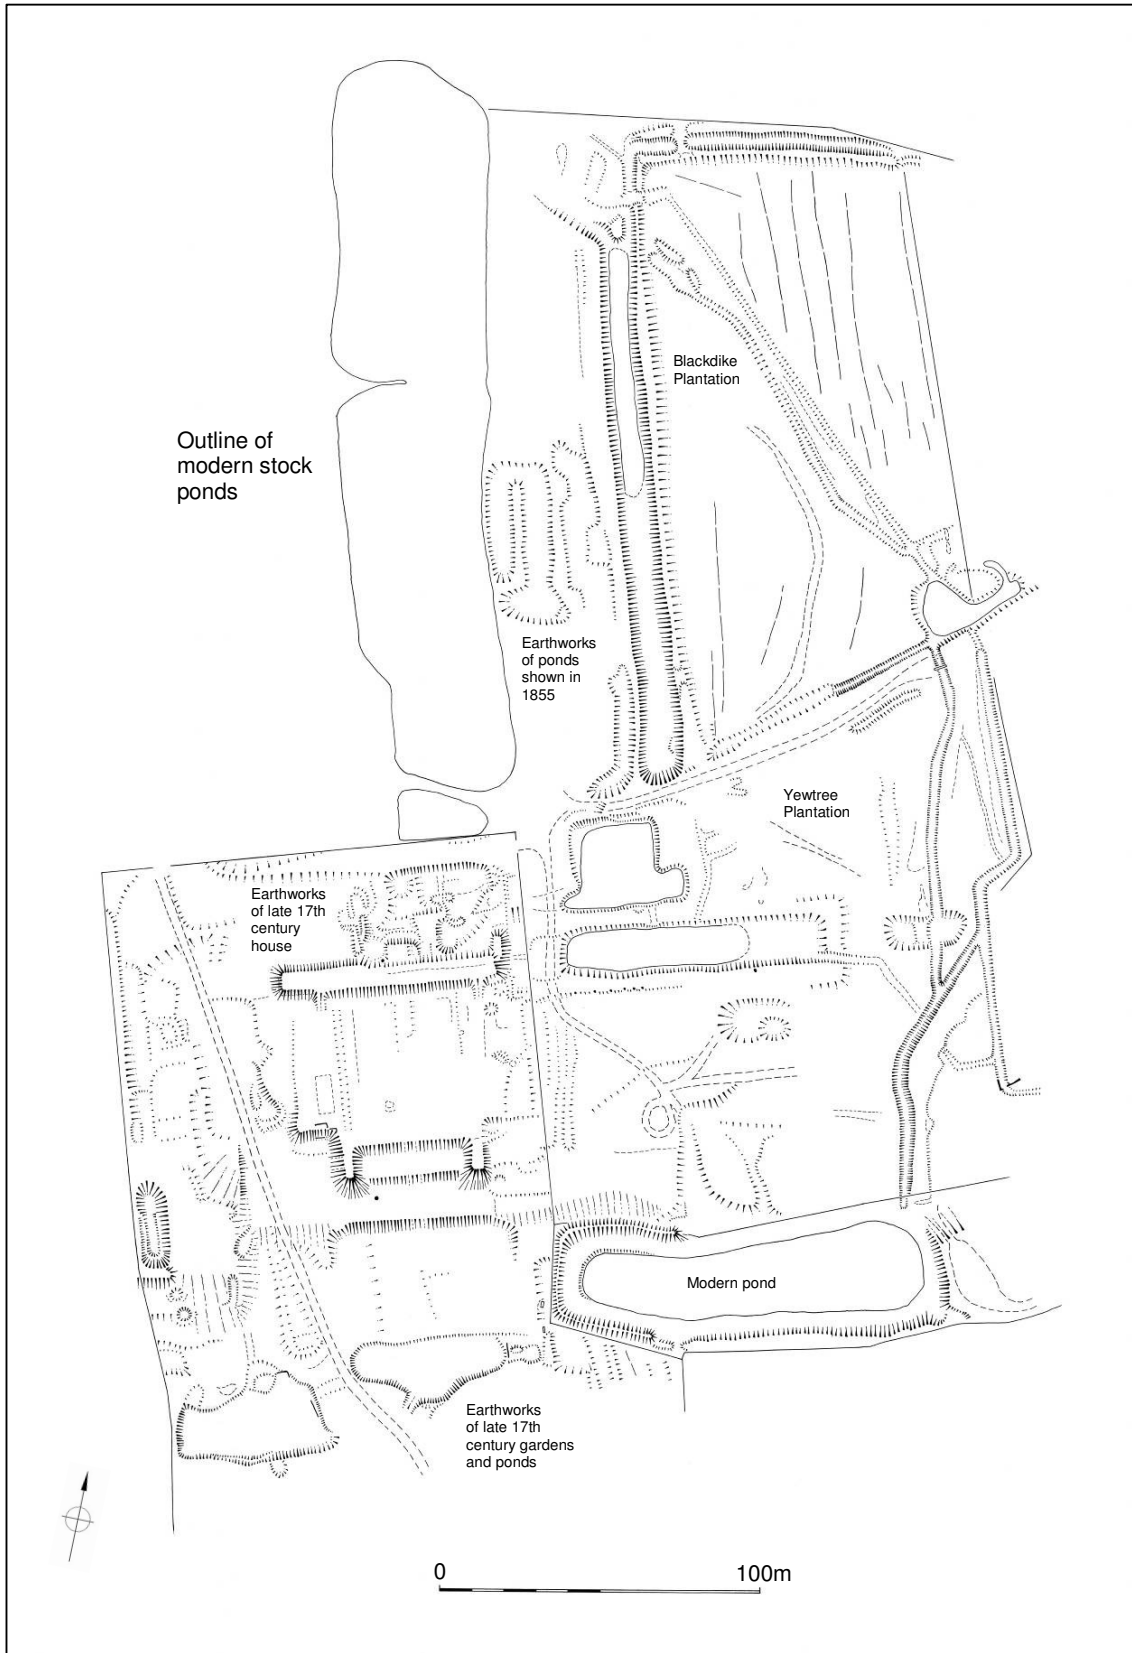 Blackdike
Plantation
Outline of
modern stock
ponds
Earthworks
of ponds
shown in
1855
Yewtree
Plantation
Earthworks
of late 17th
century
house
Modern pond
Earthworks
of late 17th
century gardens
and ponds
0 100m